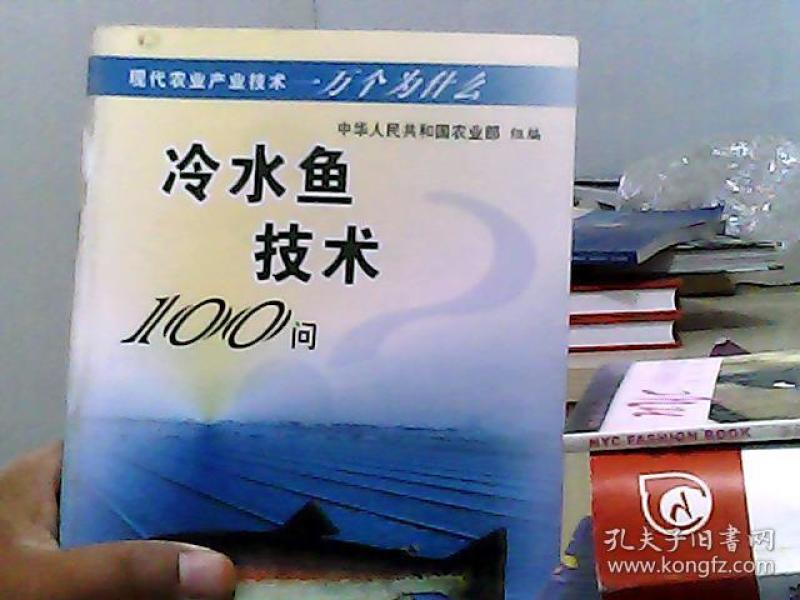 现代农业产业技术一万个为什么
中华人民共和国农业部 组编
冷水鱼
技术
100问
NYC
NYC FASHION BOOK
孔夫子旧書网
www.kongfz.com